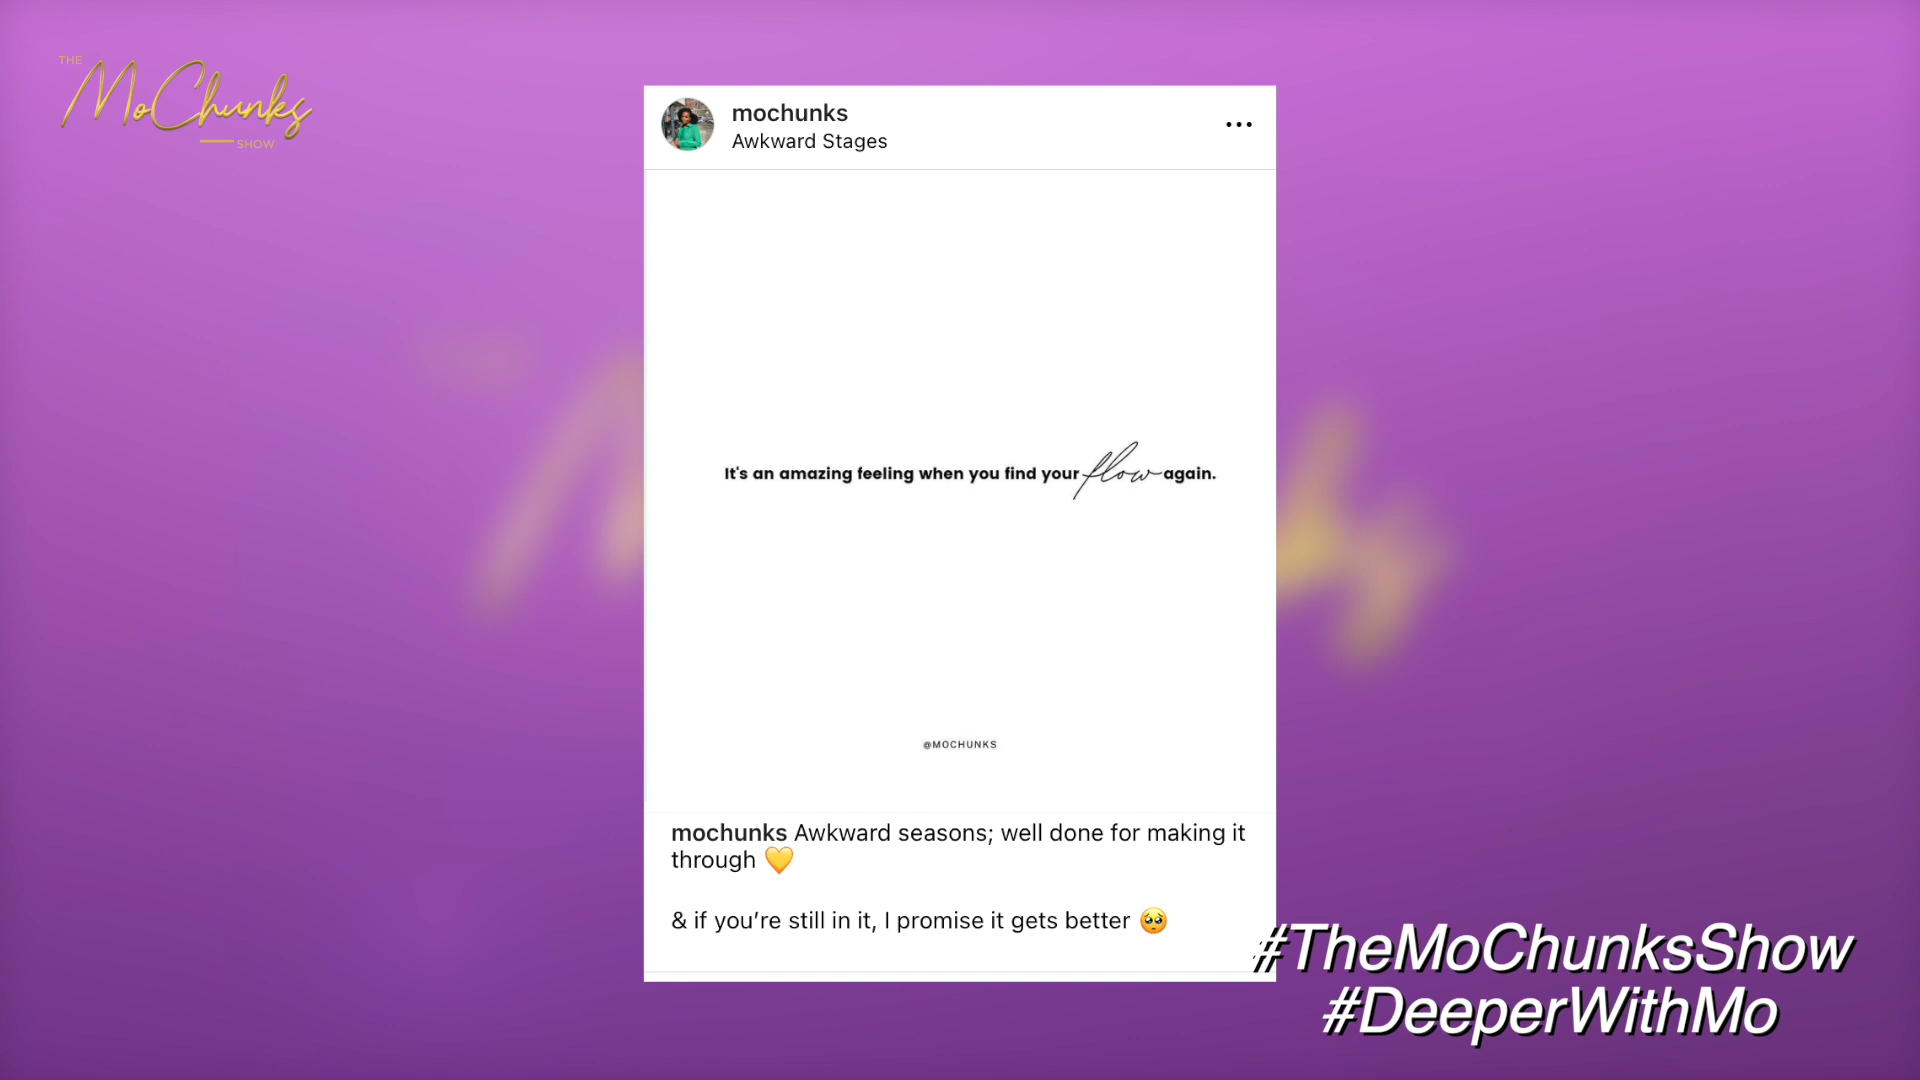 THE
MoChunks
SHOW
mochunks
Awkward Stages
It's an amazing feeling when you find your flow again.
@MOCHUNKS
mochunks Awkward seasons; well done for making it
through 💛
& if you’re still in it, I promise it gets better 🥺
#TheMoChunksShow
#DeeperWithMo